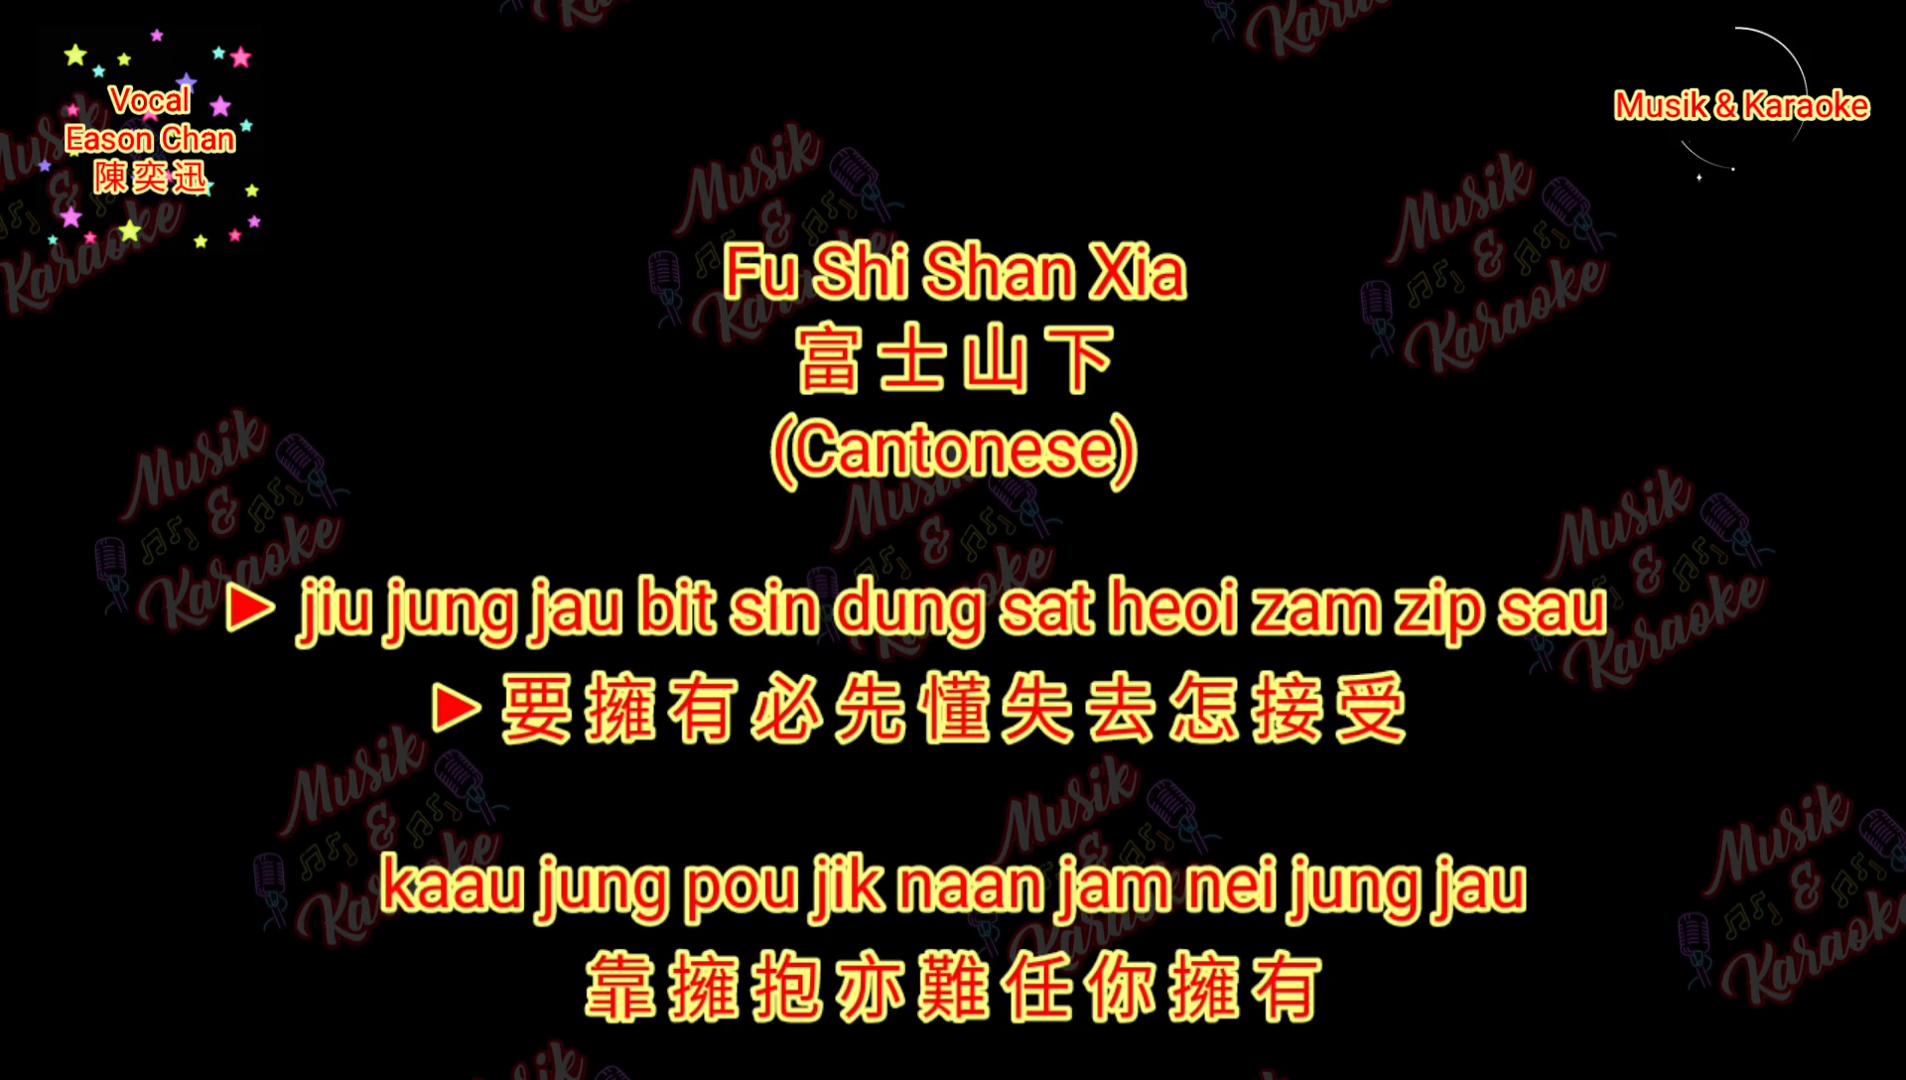 Vocal
Eason Chan
陳奕迅
Musik & Karaoke
Fu Shi Shan Xia
富士山下
(Cantonese)
► jiu jung jau bit sin dung sat heoi zam zip sau
► 要擁有必先懂失去怎接受
kaau jung pou jik naan jam nei jung jau
靠擁抱亦難任你擁有
Musik & Karaoke